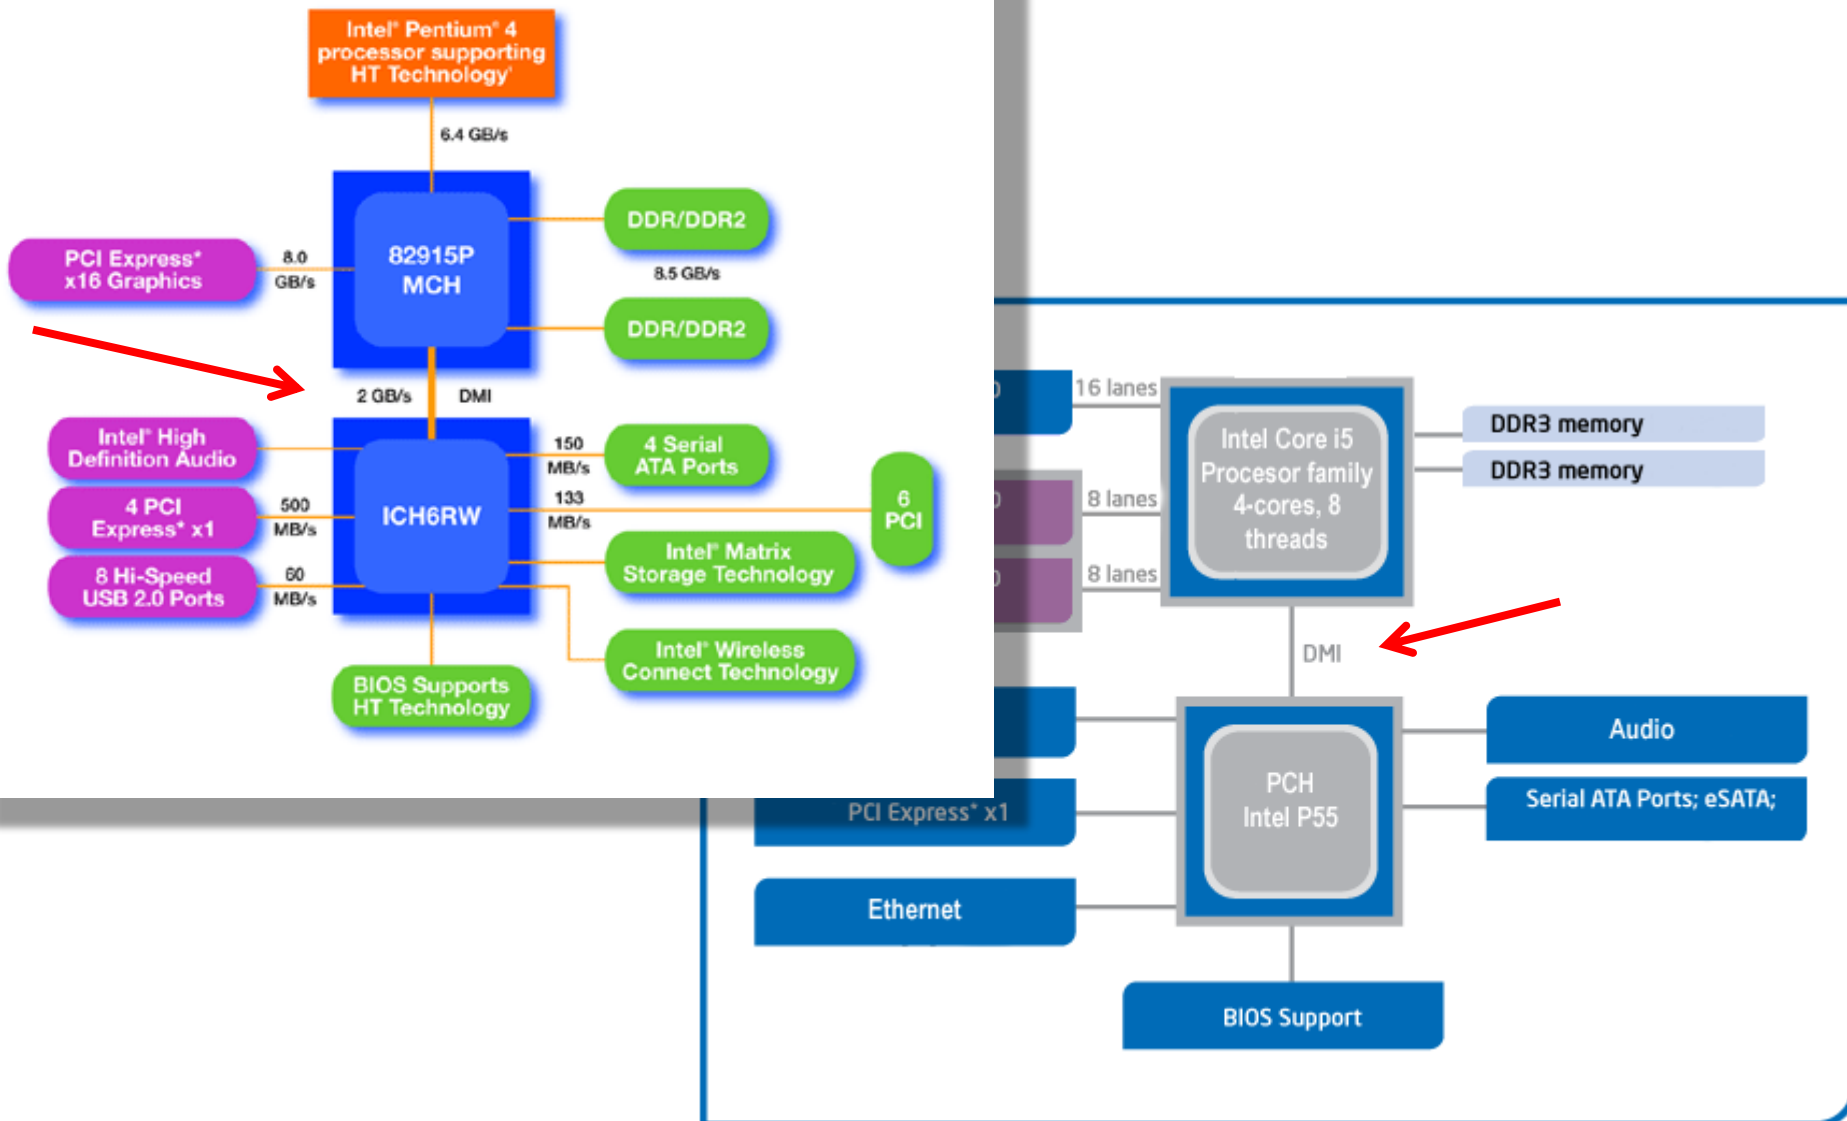 Intel® Pentium® 4
processor supporting
HT Technology¹
6.4 GB/s
82915P
MCH
PCI Express*
x16 Graphics
8.0
GB/s
DDR/DDR2
8.5 GB/s
DDR/DDR2
2 GB/s
DMI
Intel® High
Definition Audio
4 PCI
Express* x1
500
MB/s
8 Hi-Speed
USB 2.0 Ports
60
MB/s
ICH6RW
150
MB/s
4 Serial
ATA Ports
133
MB/s
6
PCI
Intel® Matrix
Storage Technology
Intel® Wireless
Connect Technology
BIOS Supports
HT Technology
16 lanes
8 lanes
8 lanes
Intel Core i5
Procesor family
4-cores, 8
threads
DDR3 memory
DDR3 memory
DMI
PCH
Intel P55
Audio
Serial ATA Ports; eSATA;
PCI Express* x1
Ethernet
BIOS Support